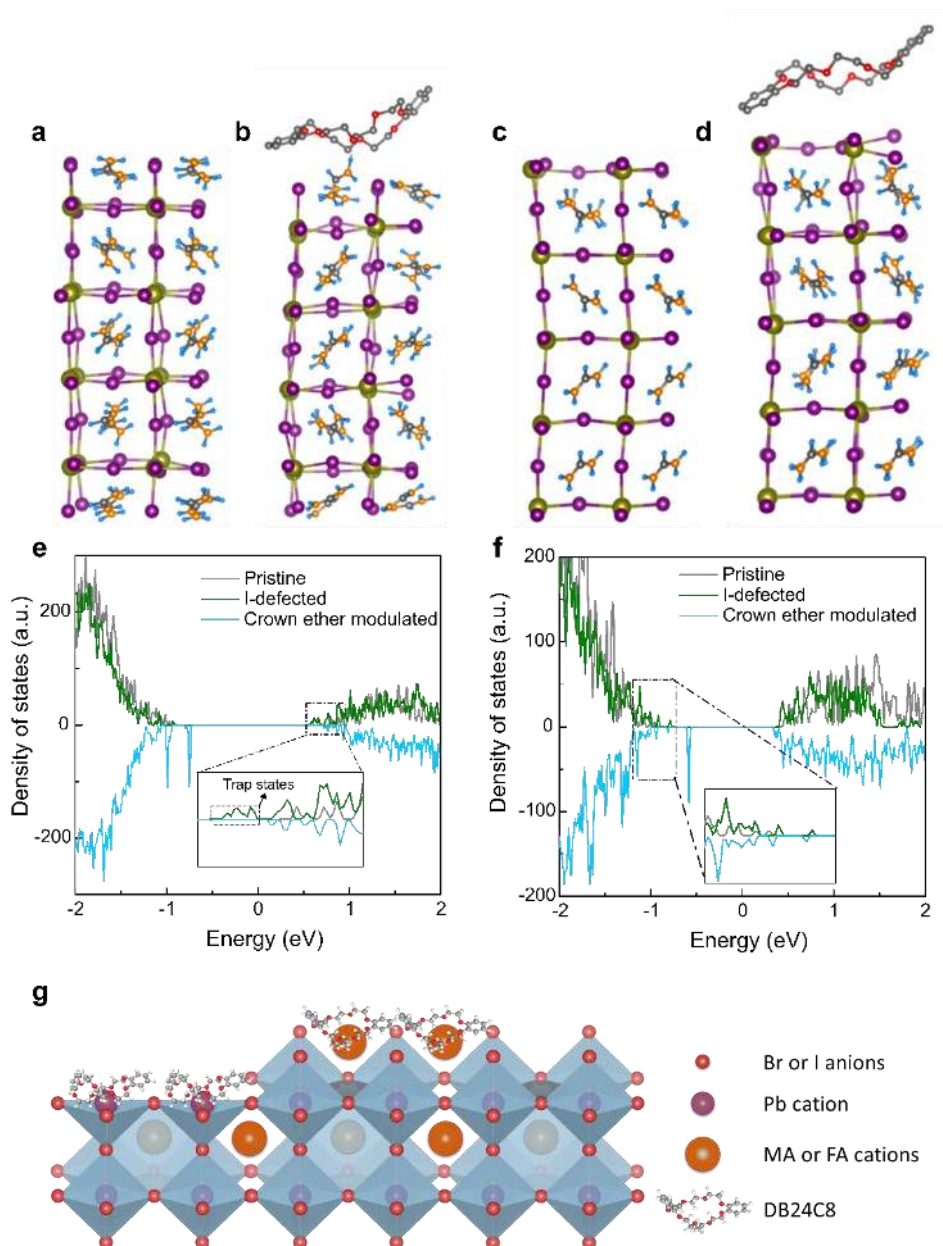 a
b
c
d
e
Pristine
I-defected
Crown ether modulated
Density of states (a.u.)
200
0
-200
Trap states
-2
-1
0
1
2
Energy (eV)
f
Pristine
I-defected
Crown ether modulated
Density of states (a.u.)
200
100
0
-100
-200
-2
-1
0
1
2
Energy (eV)
g
Br or I anions
Pb cation
MA or FA cations
DB24C8